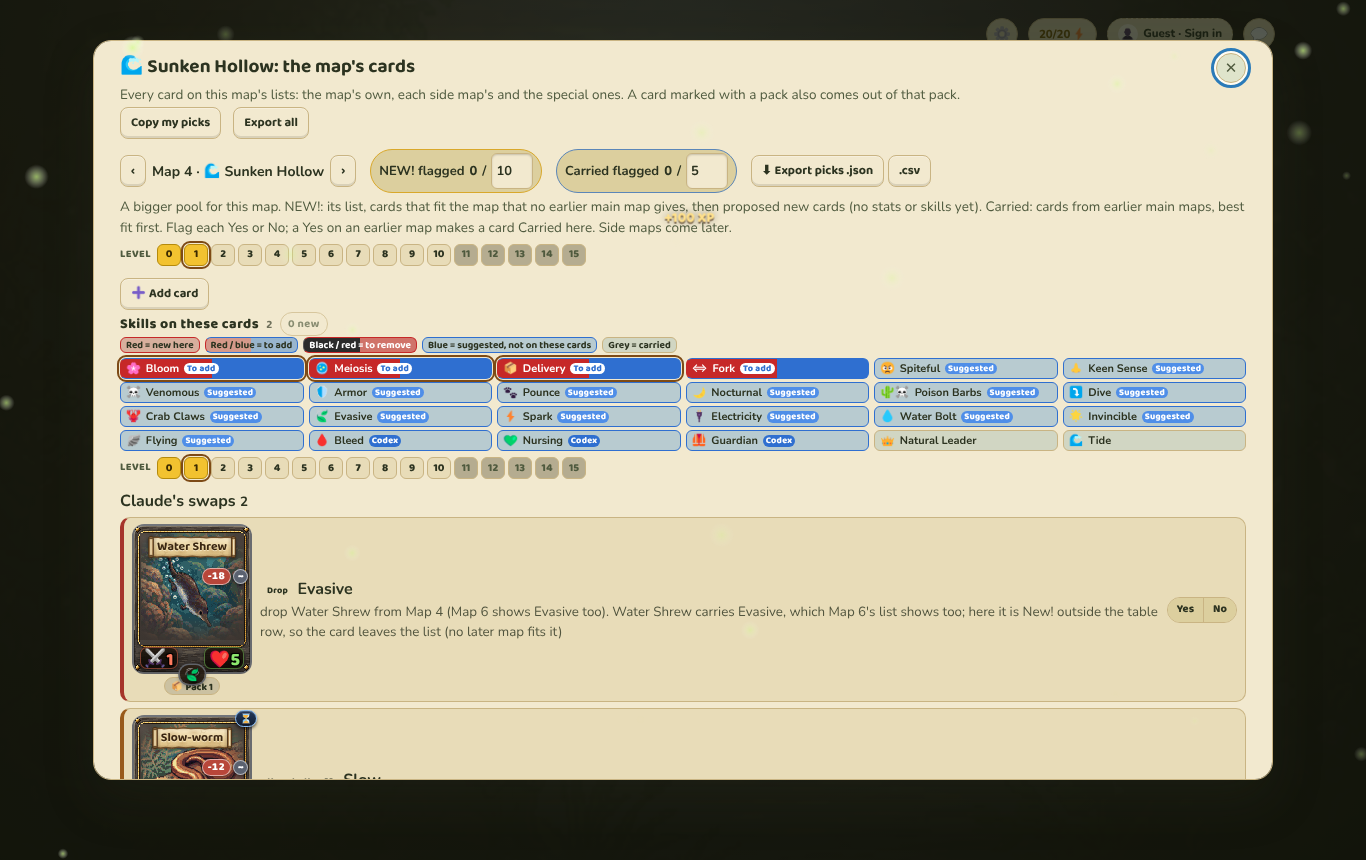 20/20
Guest · Sign in
Sunken Hollow: the map's cards
Every card on this map's lists: the map's own, each side map's and the special ones. A card marked with a pack also comes out of that pack.
Copy my picks Export all
‹ Map 4 · Sunken Hollow › NEW! flagged 0 / 10 Carried flagged 0 / 5 Export picks .json .csv
A bigger pool for this map. NEW!: its list, cards that fit the map that no earlier main map gives, then proposed new cards (no stats or skills yet). Carried: cards from earlier main maps, best
+100 XP
fit first. Flag each Yes or No; a Yes on an earlier map makes a card Carried here. Side maps come later.
LEVEL 0 1 2 3 4 5 6 7 8 9 10 11 12 13 14 15
Add card
Skills on these cards 2 0 new
Red = new here Red / blue = to add Black / red = to remove Blue = suggested, not on these cards Grey = carried
Bloom To add Meiosis To add Delivery To add Fork To add Spiteful Suggested Keen Sense Suggested
Venomous Suggested Armor Suggested Pounce Suggested Nocturnal Suggested Poison Barbs Suggested Dive Suggested
Crab Claws Suggested Evasive Suggested Spark Suggested Electricity Suggested Water Bolt Suggested Invincible Suggested
Flying Suggested Bleed Codex Nursing Codex Guardian Codex Natural Leader Tide
LEVEL 0 1 2 3 4 5 6 7 8 9 10 11 12 13 14 15
Claude's swaps 2
Water Shrew
-18 –
1 5
Pack 1
Drop Evasive
drop Water Shrew from Map 4 (Map 6 shows Evasive too). Water Shrew carries Evasive, which Map 6's list shows too; here it is New! outside the table
row, so the card leaves the list (no later map fits it)
Yes No
Slow-worm
-12 –
Slow